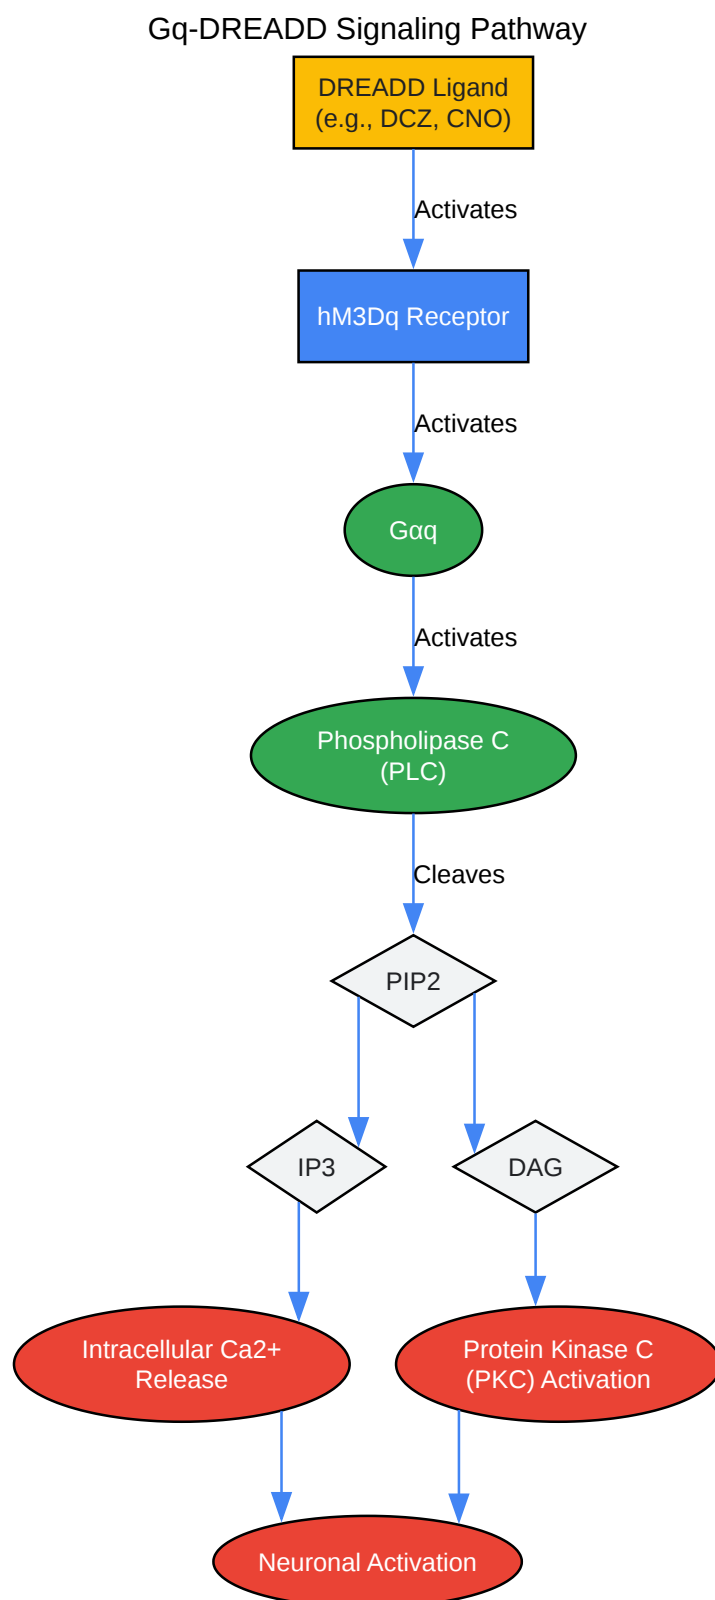 Gq-DREADD Signaling Pathway
DREADD Ligand
(e.g., DCZ, CNO)
Activates
hM3Dq Receptor
Activates
Gαq
Activates
Phospholipase C
(PLC)
Cleaves
PIP2
IP3
DAG
Intracellular Ca2+
Release
Protein Kinase C
(PKC) Activation
Neuronal Activation